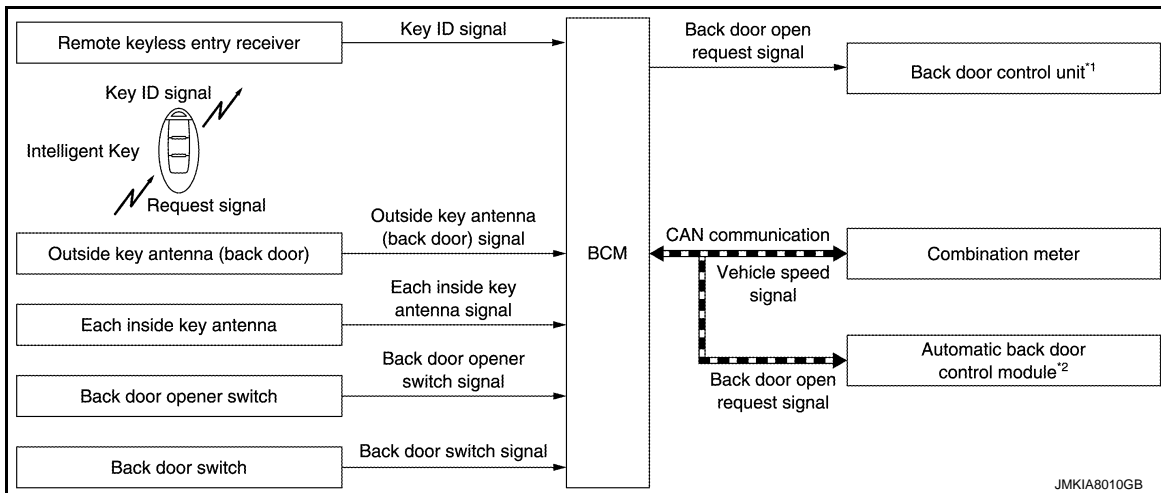 Remote keyless entry receiver
Key ID signal
Back door open
request signal
Back door control unit*1
Key ID signal
Intelligent Key
Request signal
Outside key antenna (back door)
Outside key antenna
(back door) signal
BCM
CAN communication
Vehicle speed
signal
Combination meter
Each inside key antenna
Each inside key
antenna signal
Back door opener switch
Back door opener
switch signal
Back door open
request signal
Automatic back door
control module*2
Back door switch
Back door switch signal
JMKIA8010GB